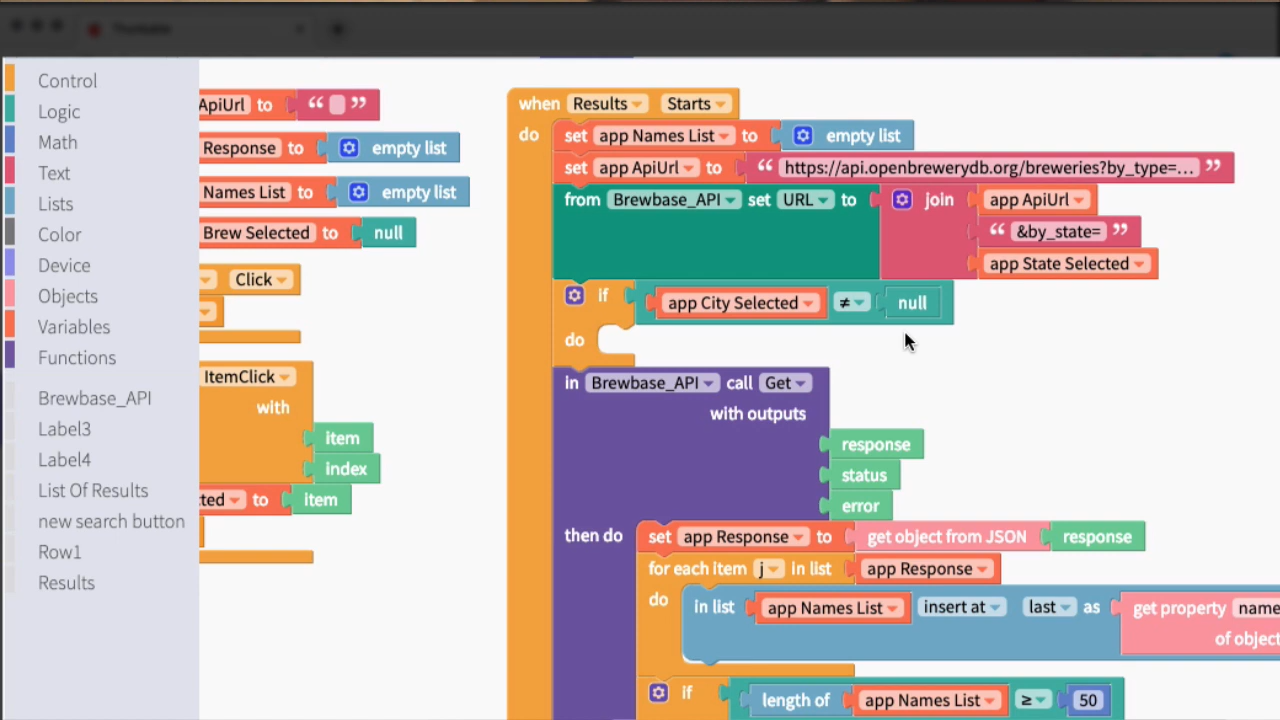 Control
Logic
Math
Text
Lists
Color
Device
Objects
Variables
Functions
Brewbase_API
Label3
Label4
List Of Results
new search button
Row1
Results
ApiUrl to “ ”
Response to empty list
Names List to empty list
Brew Selected to null
Click
ItemClick
with
item
index
to item
when Results Starts
do set app Names List to empty list
set app ApiUrl to “ https://api.openbrewerydb.org/breweries?by_type=... ”
from Brewbase_API set URL to join app ApiUrl
“ &by_state= ”
app State Selected
if app City Selected ≠ null
do
in Brewbase_API call Get
with outputs
response
status
error
then do set app Response to get object from JSON response
for each item j in list app Response
do in list app Names List insert at last as get property name
of object
if length of app Names List ≥ 50